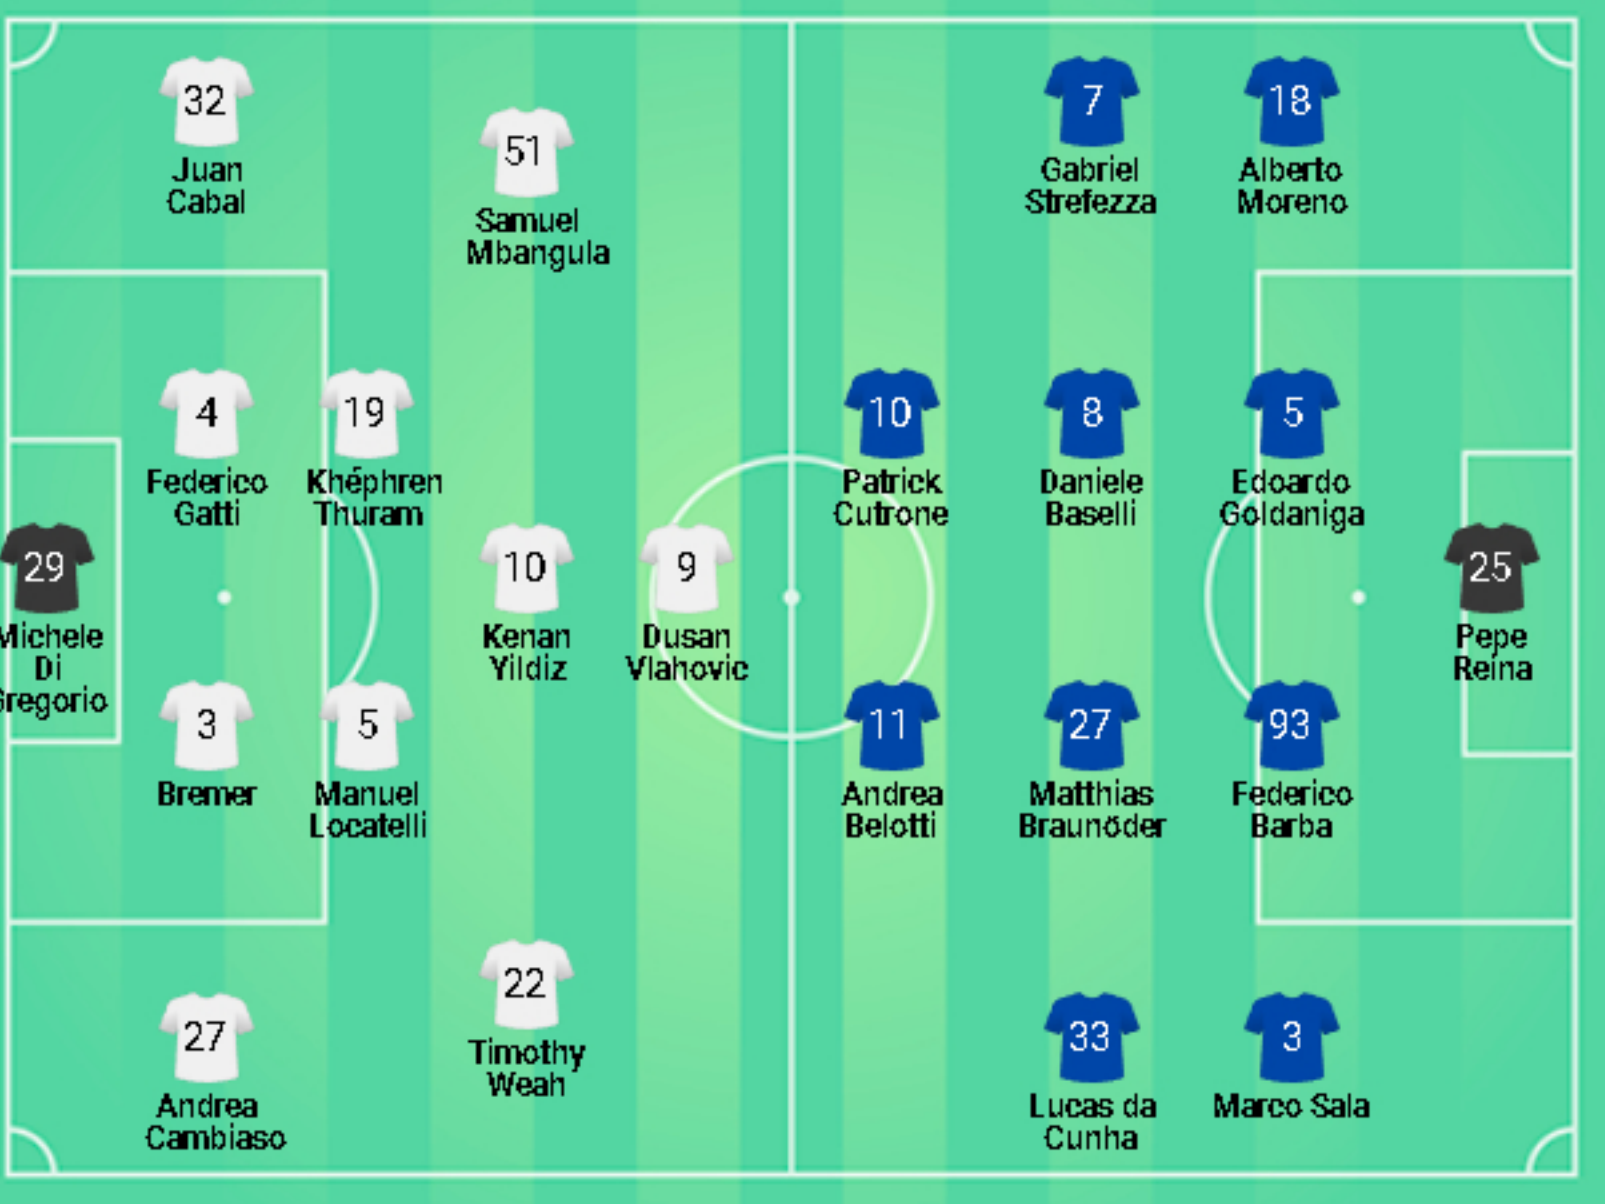 29
Michele
Di
Gregorio
32
Juan
Cabal
4
Federico
Gatti
3
Bremer
27
Andrea
Cambiaso
19
Khéphren
Thuram
5
Manuel
Locatelli
51
Samuel
Mbangula
10
Kenan
Yildiz
22
Timothy
Weah
9
Dusan
Vlahovic
10
Patrick
Cutrone
11
Andrea
Belotti
7
Gabriel
Strefezza
8
Daniele
Baselli
27
Matthias
Braunöder
33
Lucas da
Cunha
18
Alberto
Moreno
5
Edoardo
Goldaniga
93
Federico
Barba
3
Marco Sala
25
Pepe
Reina